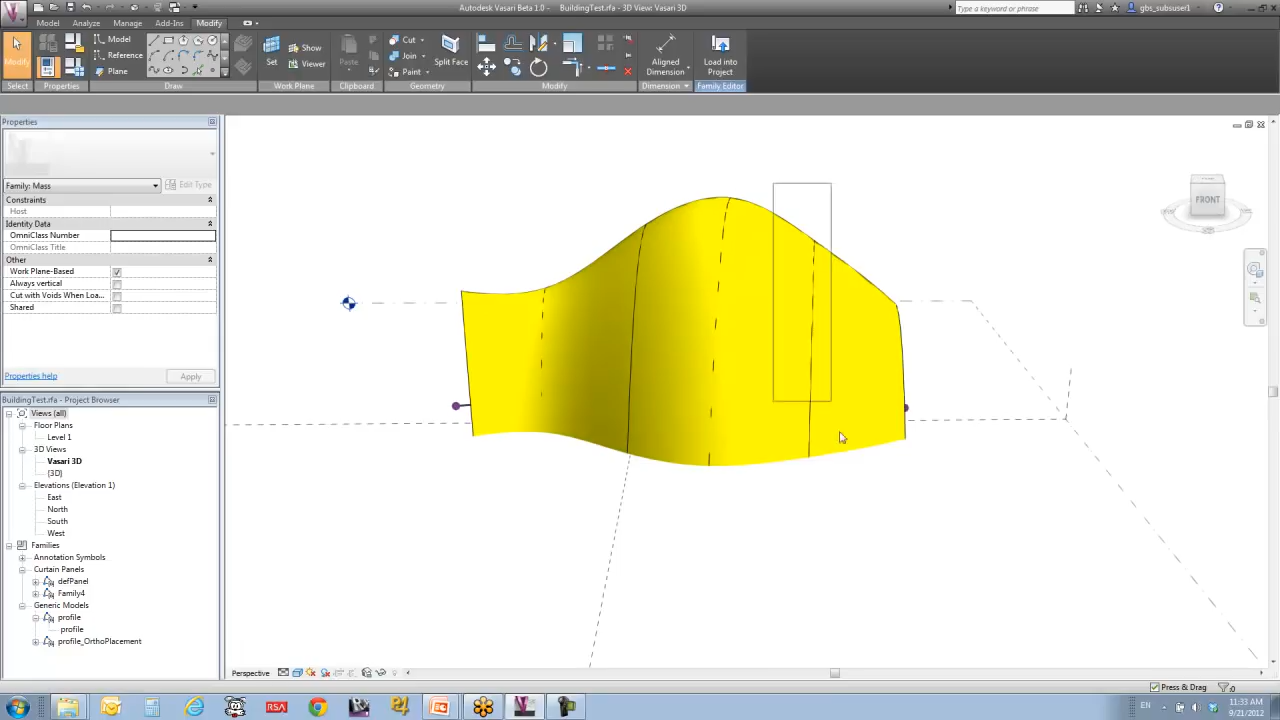 Autodesk Vasari Beta 1.0 - BuildingTest.rfa - 3D View: Vasari 3D
Type a keyword or phrase
gbs_subsuser1
Model Analyze Manage Add-Ins Modify
Modify
Select
Properties
Model
Reference
Plane
Draw
Set
Show
Viewer
Work Plane
Paste
Clipboard
Cut
Join
Paint
Split Face
Geometry
Modify
Aligned Dimension
Dimension
Load into Project
Family Editor
Properties
Family: Mass
Edit Type
Constraints
Host
Identity Data
OmniClass Number
OmniClass Title
Other
Work Plane-Based
Always vertical
Cut with Voids When Loa...
Shared
Properties help
Apply
BuildingTest.rfa - Project Browser
Views (all)
Floor Plans
Level 1
3D Views
Vasari 3D
{3D}
Elevations (Elevation 1)
East
North
South
West
Families
Annotation Symbols
Curtain Panels
defPanel
Family4
Generic Models
profile
profile
profile_OrthoPlacement
FRONT
Perspective
Press & Drag
:0
RSA
EN
11:33 AM
9/21/2012